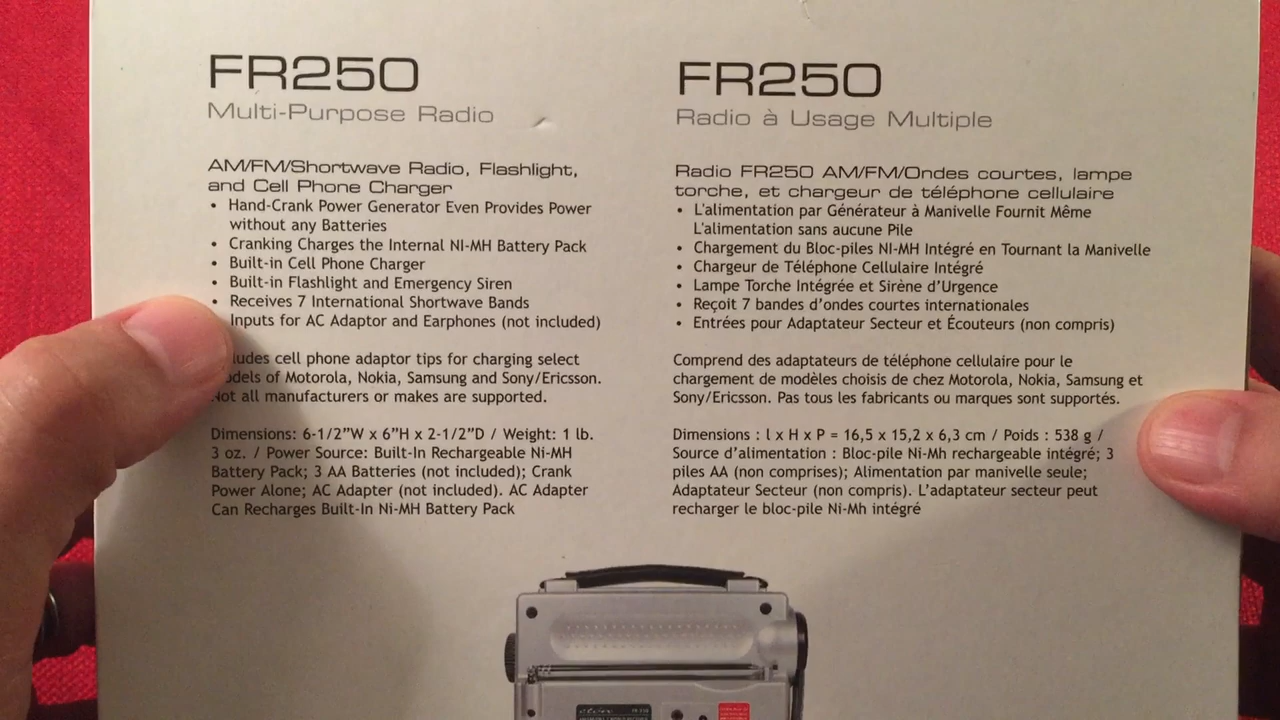 FR250
Multi-Purpose Radio
AM/FM/Shortwave Radio, Flashlight,
and Cell Phone Charger
• Hand-Crank Power Generator Even Provides Power
without any Batteries
• Cranking Charges the Internal NI-MH Battery Pack
• Built-in Cell Phone Charger
• Built-in Flashlight and Emergency Siren
• Receives 7 International Shortwave Bands
Inputs for AC Adaptor and Earphones (not included)
cell phone adaptor tips for charging select
of Motorola, Nokia, Samsung and Sony/Ericsson.
Not all manufacturers or makes are supported.
Dimensions: 6-1/2”W x 6”H x 2-1/2”D / Weight: 1 lb.
3 oz. / Power Source: Built-In Rechargeable Ni-MH
Battery Pack; 3 AA Batteries (not included); Crank
Power Alone; AC Adapter (not included). AC Adapter
Can Recharges Built-In Ni-MH Battery Pack
FR250
Radio à Usage Multiple
Radio FR250 AM/FM/Ondes courtes, lampe
torche, et chargeur de téléphone cellulaire
• L'alimentation par Générateur à Manivelle Fournit Même
L'alimentation sans aucune Pile
• Chargement du Bloc-piles NI-MH Intégré en Tournant la Manivelle
• Chargeur de Téléphone Cellulaire Intégré
• Lampe Torche Intégrée et Sirène d’Urgence
• Reçoit 7 bandes d’ondes courtes internationales
• Entrées pour Adaptateur Secteur et Écouteurs (non compris)
Comprend des adaptateurs de téléphone cellulaire pour le
chargement de modèles choisis de chez Motorola, Nokia, Samsung et
Sony/Ericsson. Pas tous les fabricants ou marques sont supportés.
Dimensions : l x H x P = 16,5 x 15,2 x 6,3 cm / Poids : 538 g /
Source d’alimentation : Bloc-pile Ni-Mh rechargeable intégré; 3
piles AA (non comprises); Alimentation par manivelle seule;
Adaptateur Secteur (non compris). L’adaptateur secteur peut
recharger le bloc-pile Ni-Mh intégré